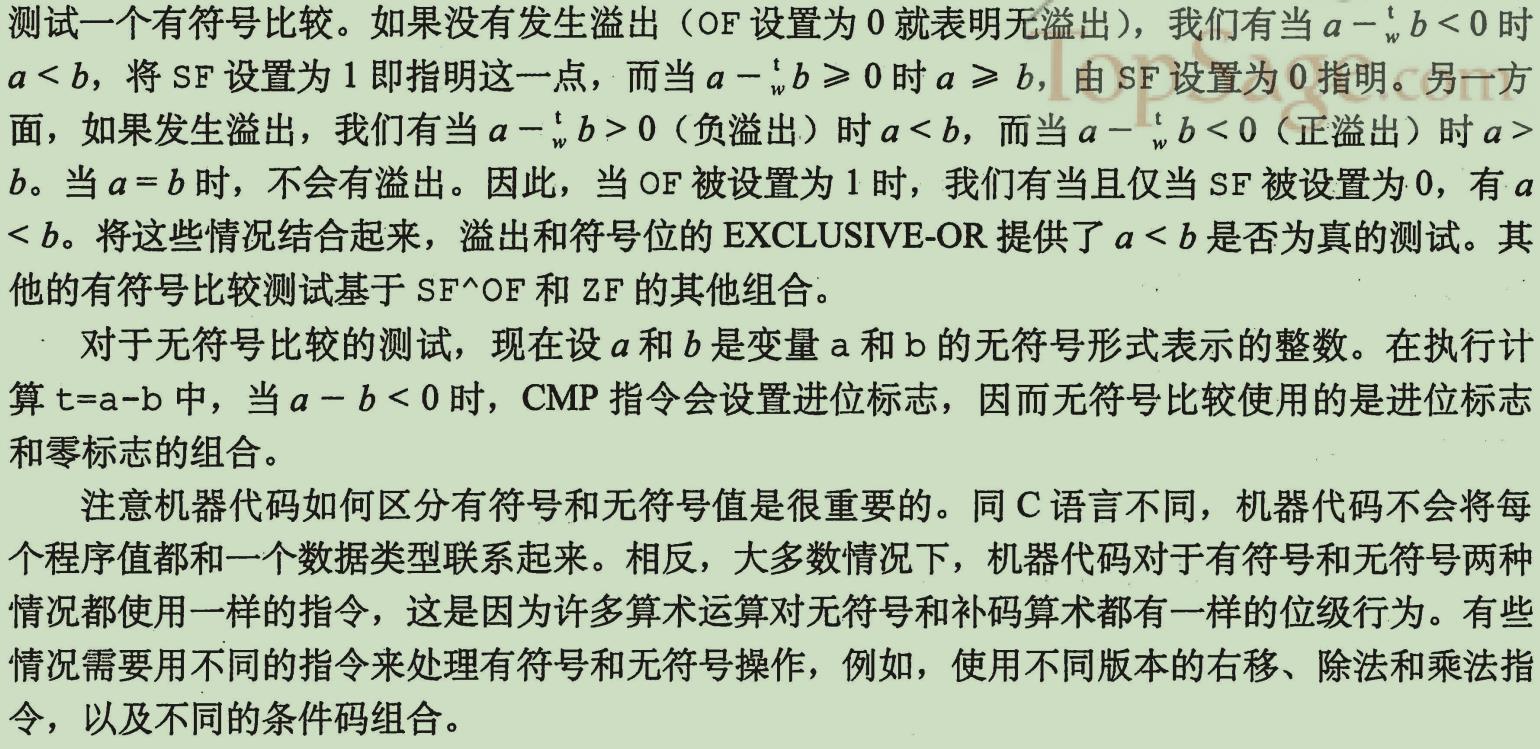 测试一个有符号比较。如果没有发生溢出（OF 设置为 0 就表明无溢出），我们有当 a −ᵗ_w b < 0 时
a < b，将 SF 设置为 1 即指明这一点，而当 a −ᵗ_w b ⩾ 0 时 a ⩾ b，由 SF 设置为 0 指明。另一方
面，如果发生溢出，我们有当 a −ᵗ_w b > 0（负溢出）时 a < b，而当 a −ᵗ_w b < 0（正溢出）时 a >
b。当 a = b 时，不会有溢出。因此，当 OF 被设置为 1 时，我们有当且仅当 SF 被设置为 0，有 a
< b。将这些情况结合起来，溢出和符号位的 EXCLUSIVE-OR 提供了 a < b 是否为真的测试。其
他的有符号比较测试基于 SF^OF 和 ZF 的其他组合。
对于无符号比较的测试，现在设 a 和 b 是变量 a 和 b 的无符号形式表示的整数。在执行计
算 t=a-b 中，当 a − b < 0 时，CMP 指令会设置进位标志，因而无符号比较使用的是进位标志
和零标志的组合。
注意机器代码如何区分有符号和无符号值是很重要的。同 C 语言不同，机器代码不会将每
个程序值都和一个数据类型联系起来。相反，大多数情况下，机器代码对于有符号和无符号两种
情况都使用一样的指令，这是因为许多算术运算对无符号和补码算术都有一样的位级行为。有些
情况需要用不同的指令来处理有符号和无符号操作，例如，使用不同版本的右移、除法和乘法指
令，以及不同的条件码组合。
TopSage.com